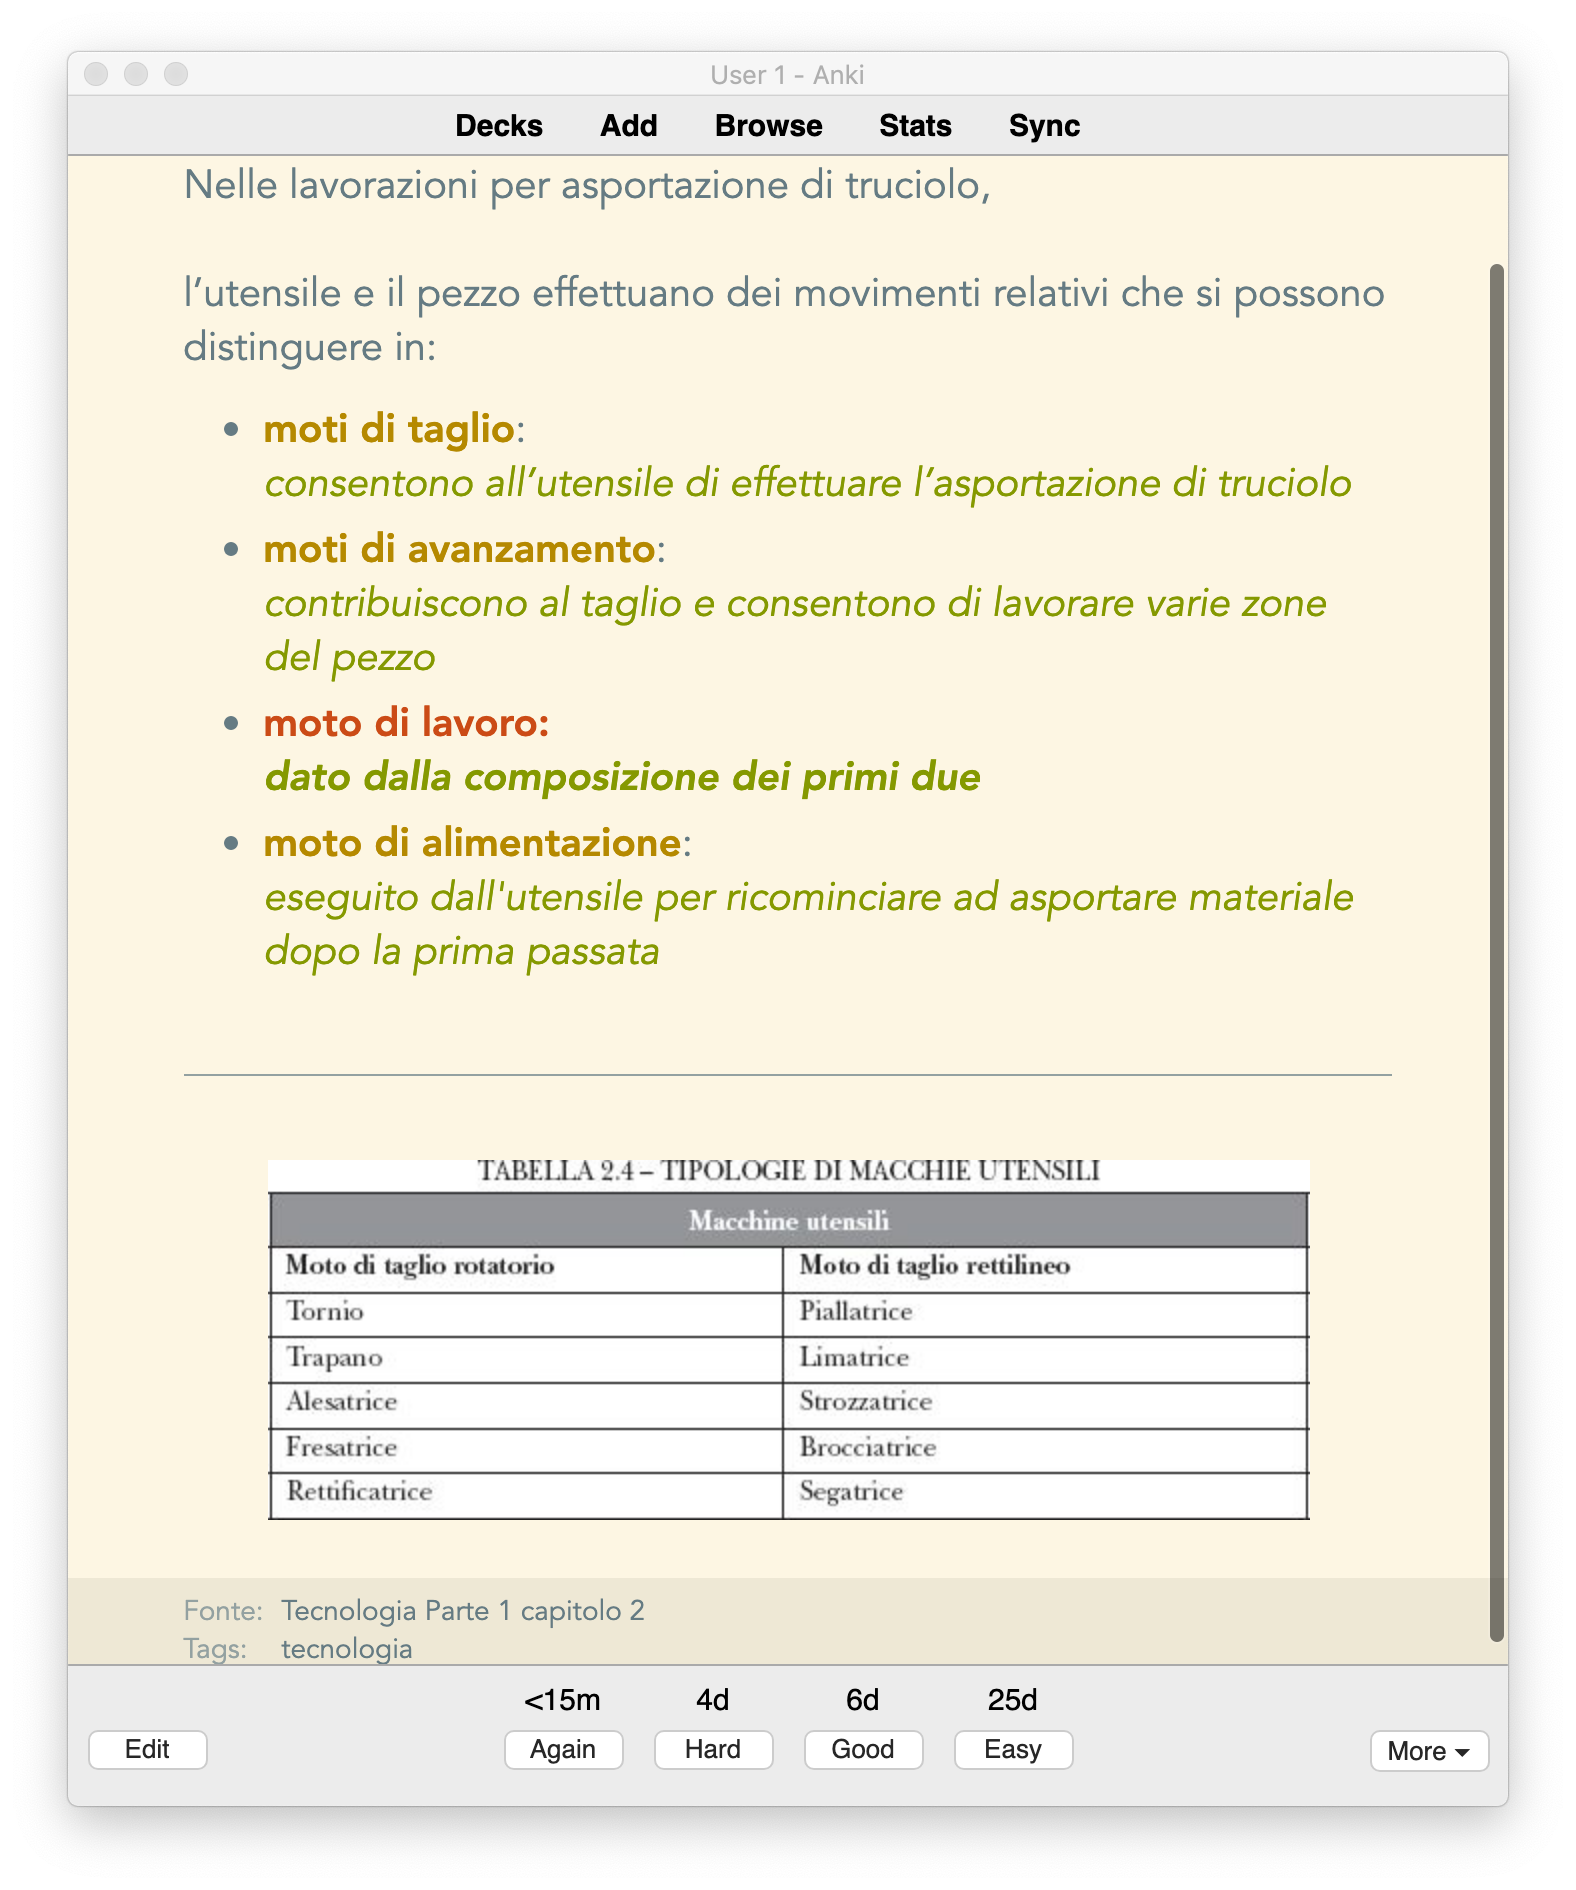 User 1 - Anki
Decks Add Browse Stats Sync
Nelle lavorazioni per asportazione di truciolo,
l’utensile e il pezzo effettuano dei movimenti relativi che si possono
distinguere in:
• moti di taglio:
consentono all’utensile di effettuare l’asportazione di truciolo
• moti di avanzamento:
contribuiscono al taglio e consentono di lavorare varie zone
del pezzo
• moto di lavoro:
dato dalla composizione dei primi due
• moto di alimentazione:
eseguito dall'utensile per ricominciare ad asportare materiale
dopo la prima passata
TABELLA 2.4 – TIPOLOGIE DI MACCHIE UTENSILI
Macchine utensili
Moto di taglio rotatorio Moto di taglio rettilineo
Tornio Piallatrice
Trapano Limatrice
Alesatrice Strozzatrice
Fresatrice Brocciatrice
Rettificatrice Segatrice
Fonte: Tecnologia Parte 1 capitolo 2
Tags: tecnologia
<15m 4d 6d 25d
Edit Again Hard Good Easy More